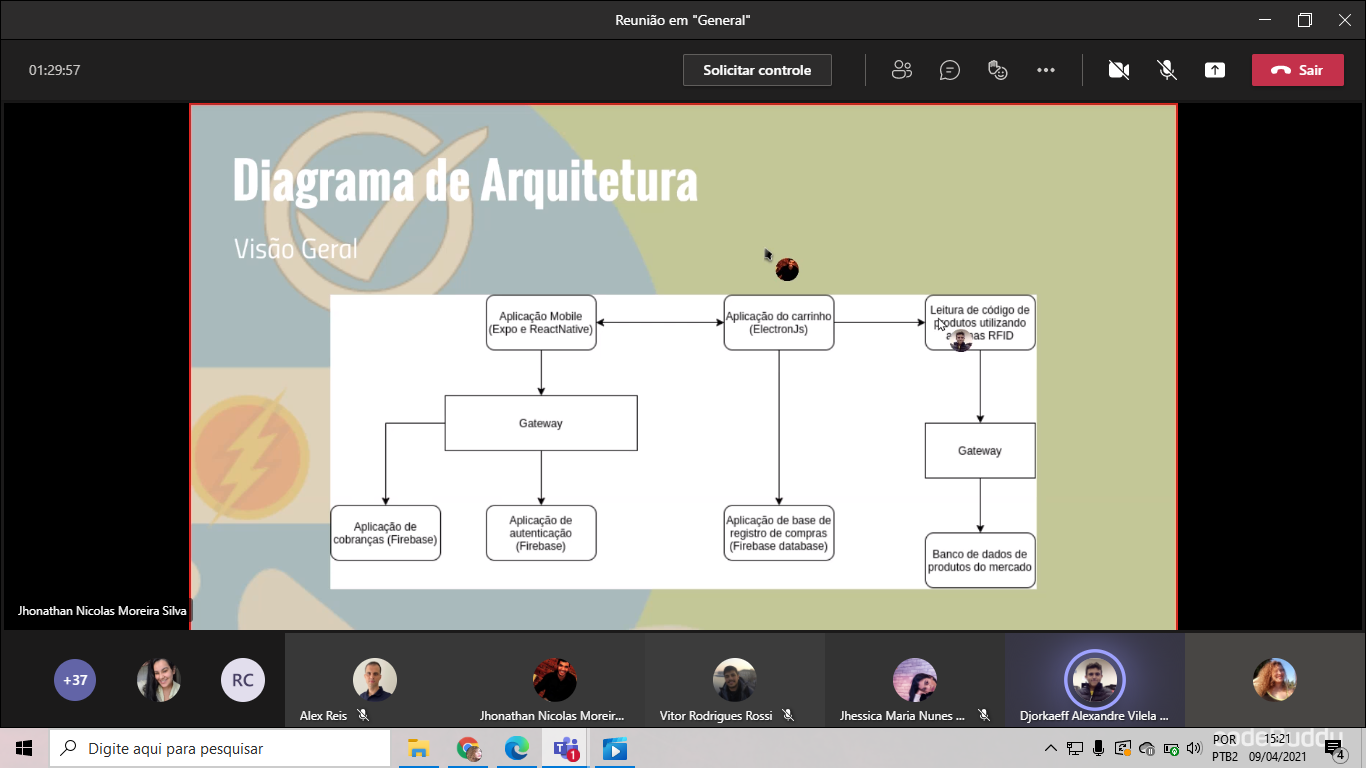 Reunião em "General"
01:29:57
Solicitar controle
Sair
Diagrama de Arquitetura
Visão Geral
Aplicação Mobile
(Expo e ReactNative)
Aplicação do carrinho
(ElectronJs)
Leitura de código de
produtos utilizando
RFID
Gateway
Gateway
Aplicação de
cobranças (Firebase)
Aplicação de
autenticação
(Firebase)
Aplicação de base de
registro de compras
(Firebase database)
Banco de dados de
produtos do mercado
Jhonathan Nicolas Moreira Silva
+37
RC
Alex Reis
Jhonathan Nicolas Moreir...
Vitor Rodrigues Rossi
Jhessica Maria Nunes ...
Djorkaeff Alexandre Vilela ...
Digite aqui para pesquisar
1
POR
PTB2
15:21
09/04/2021
4